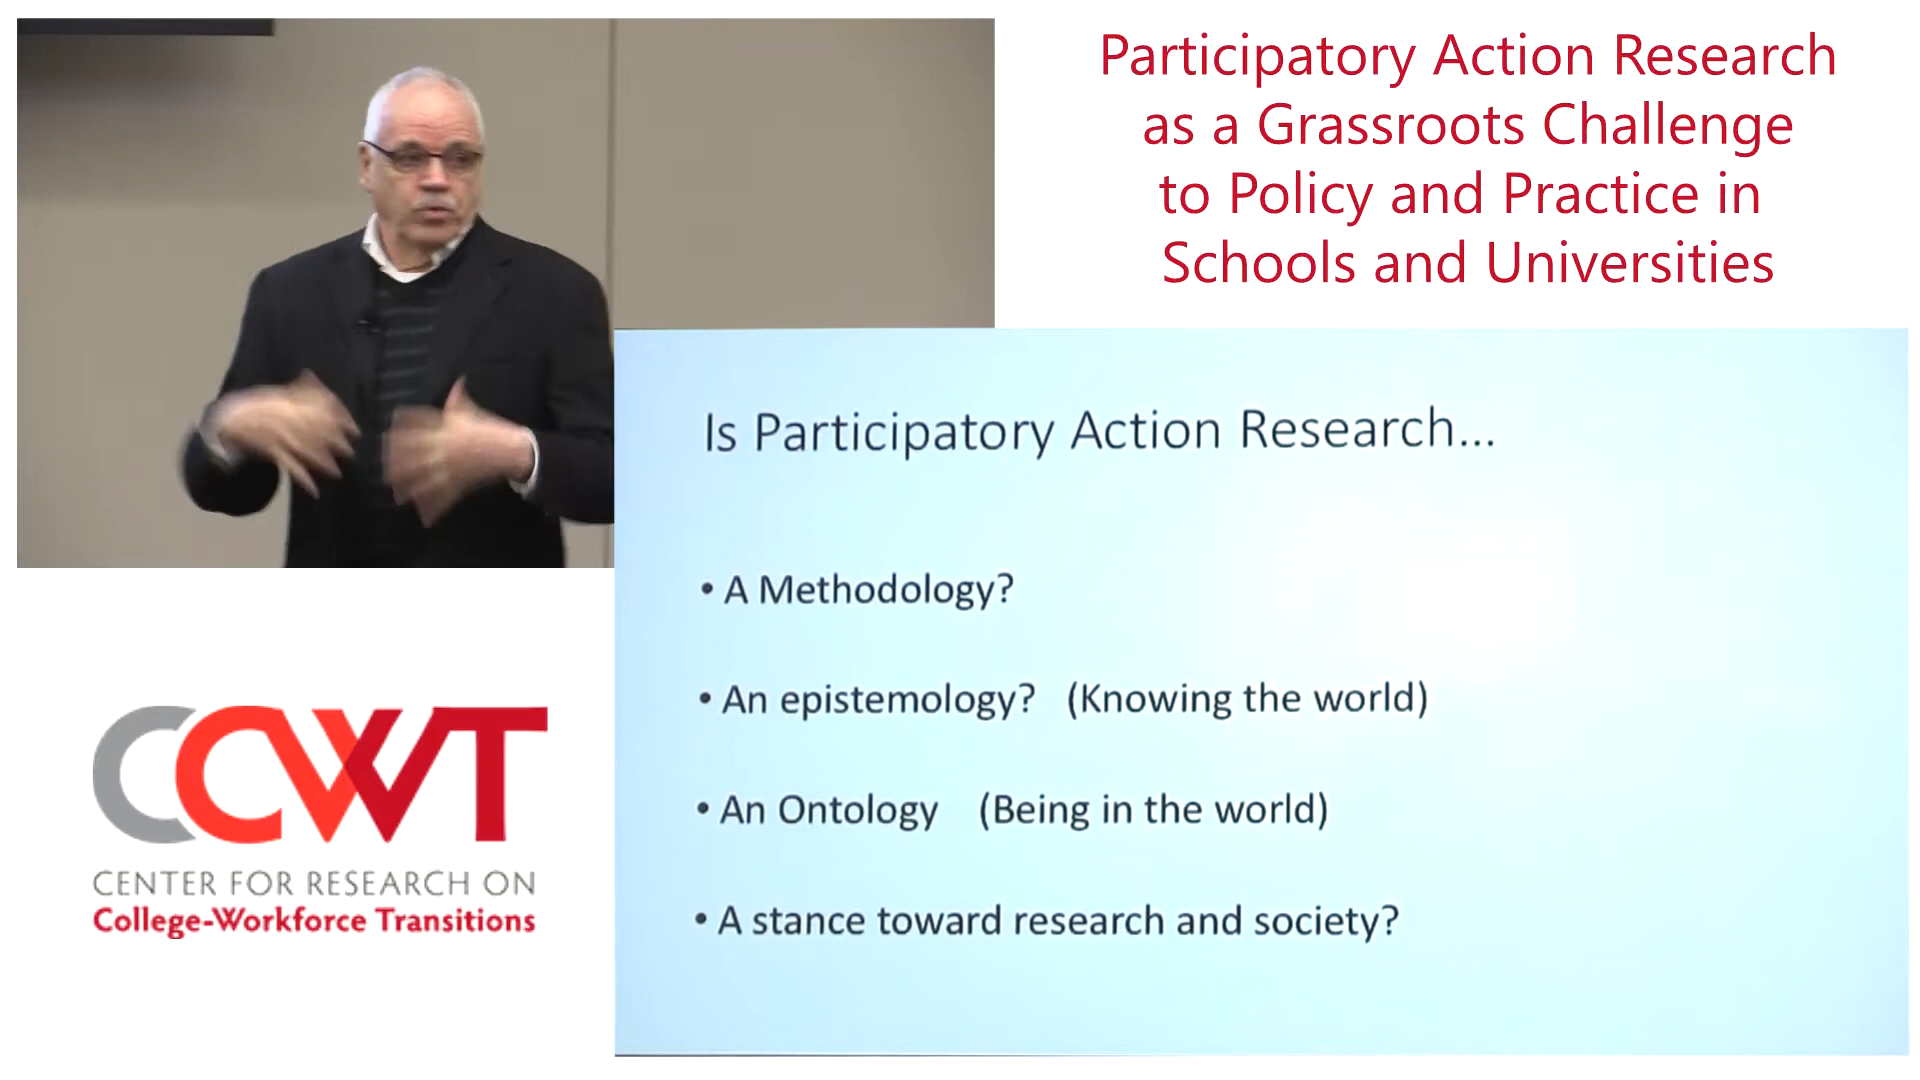 Participatory Action Research
as a Grassroots Challenge
to Policy and Practice in
Schools and Universities
Is Participatory Action Research...
• A Methodology?
• An epistemology? (Knowing the world)
• An Ontology (Being in the world)
• A stance toward research and society?
CCWT
CENTER FOR RESEARCH ON
College-Workforce Transitions